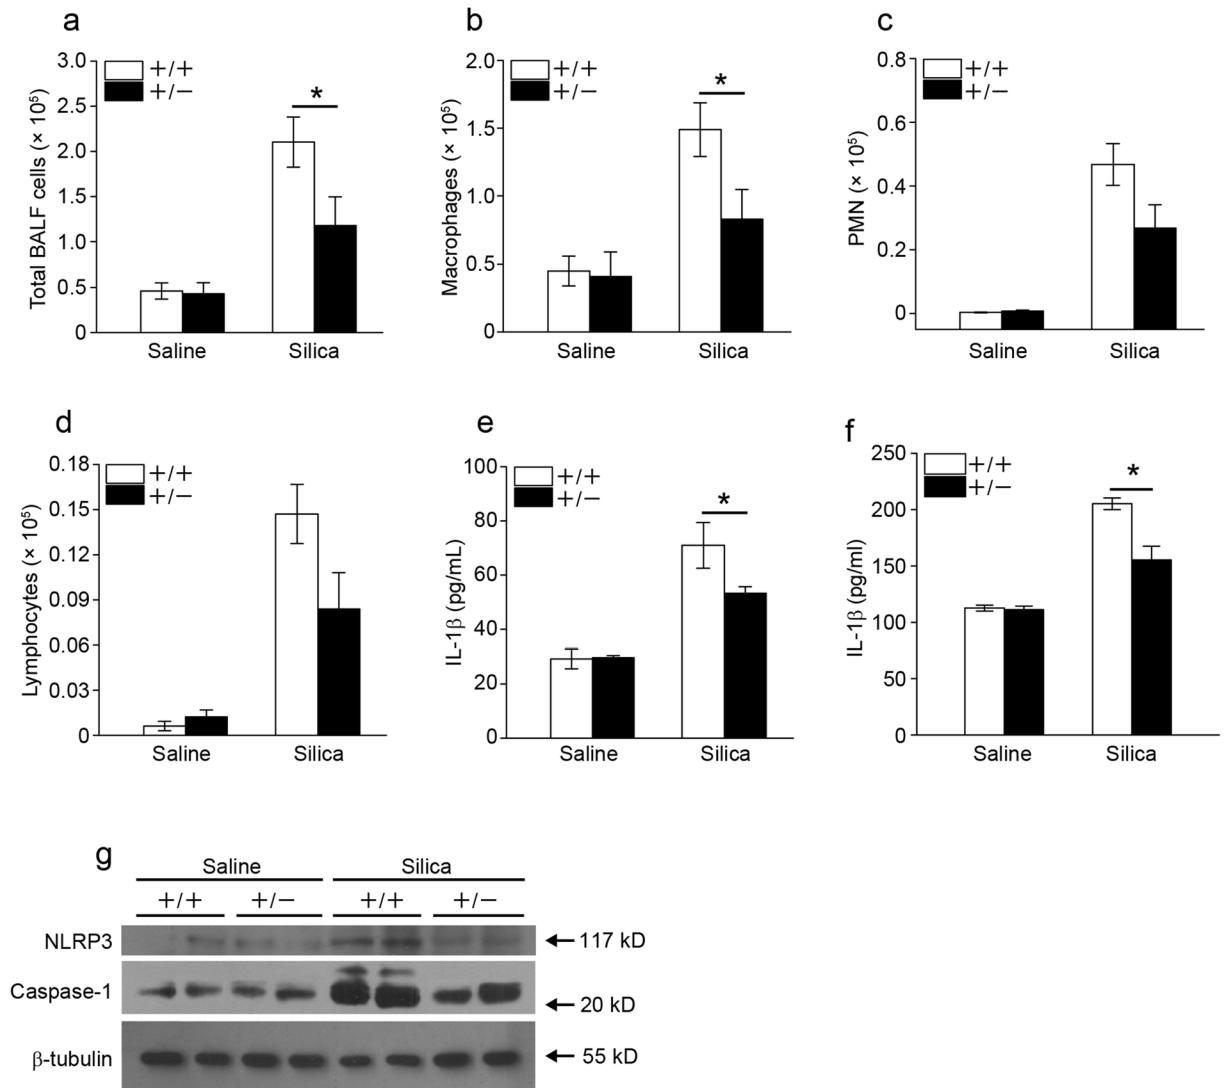 a
+/+
+/−
*
Total BALF cells (× 10⁵)
3.0
2.5
2.0
1.5
1.0
0.5
0
Saline Silica
b
+/+
+/−
*
Macrophages (× 10⁵)
2.0
1.5
1.0
0.5
0
Saline Silica
c
+/+
+/−
PMN (× 10⁵)
0.8
0.6
0.4
0.2
0
Saline Silica
d
+/+
+/−
Lymphocytes (× 10⁵)
0.18
0.15
0.12
0.09
0.06
0.03
0
Saline Silica
e
+/+
+/−
*
IL-1β (pg/mL)
100
80
60
40
20
0
Saline Silica
f
+/+
+/−
*
IL-1β (pg/ml)
250
200
150
100
50
0
Saline Silica
g
Saline Silica
+/+ +/− +/+ +/−
NLRP3 117 kD
Caspase-1 20 kD
β-tubulin 55 kD